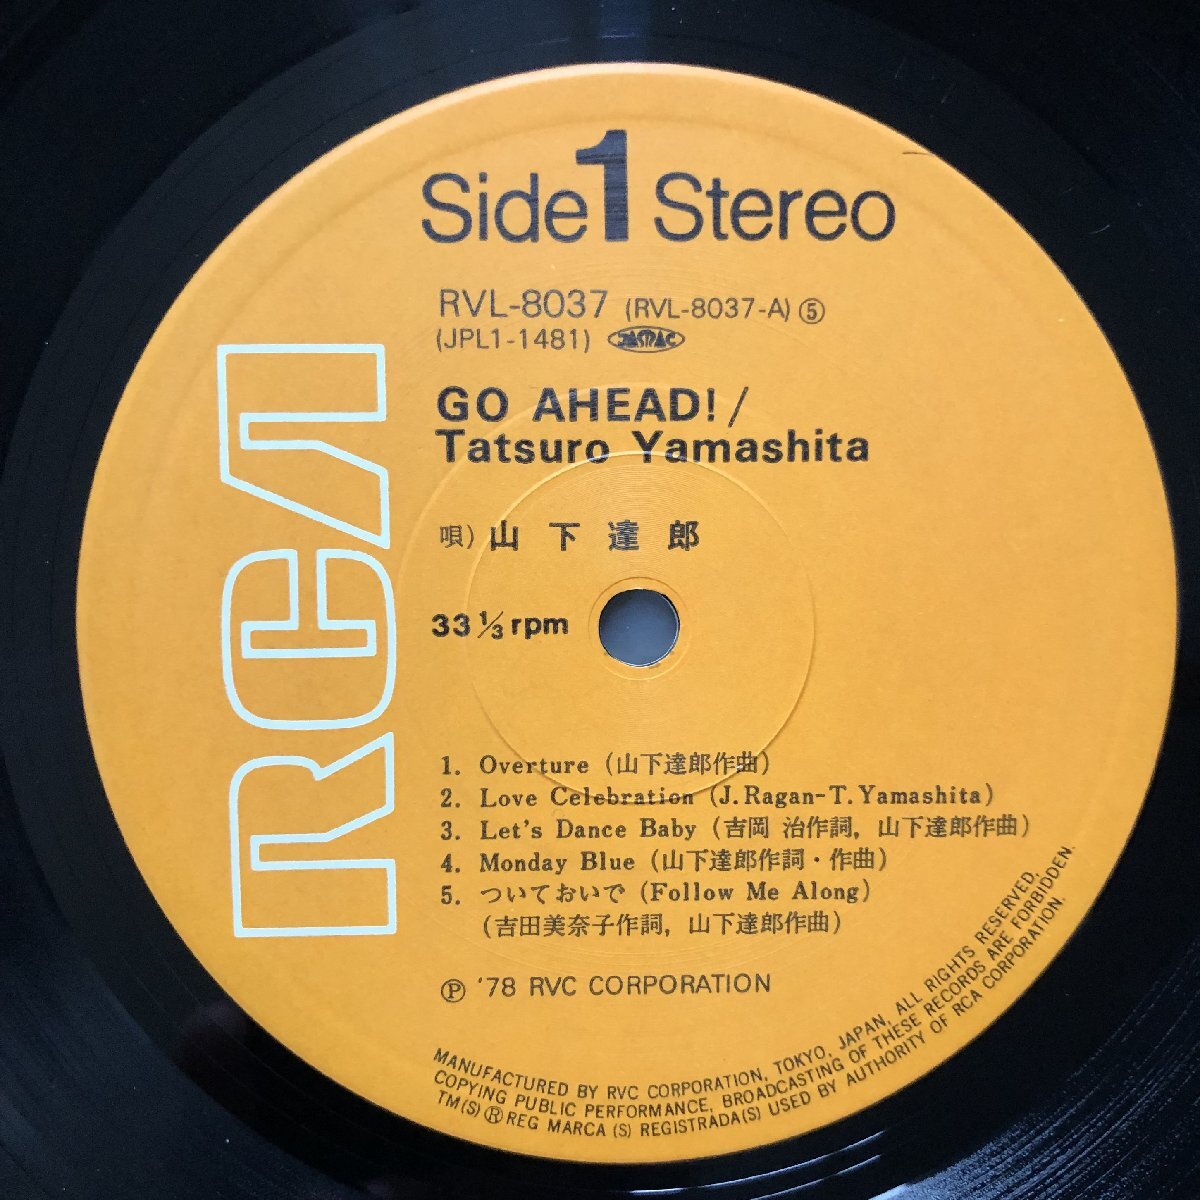 Side 1 Stereo
RVL-8037 (RVL-8037-A) ⑤
(JPL1-1481) JASRAC
GO AHEAD! /
Tatsuro Yamashita
唄) 山下達郎
33 1/3 rpm
RCA
1. Overture (山下達郎作曲)
2. Love Celebration (J. Ragan-T. Yamashita)
3. Let's Dance Baby (吉岡 治作詞, 山下達郎作曲)
4. Monday Blue (山下達郎作詞・作曲)
5. ついておいで (Follow Me Along)
(吉田美奈子作詞, 山下達郎作曲)
Ⓟ '78 RVC CORPORATION
MANUFACTURED BY RVC CORPORATION, TOKYO, JAPAN, ALL RIGHTS RESERVED.
COPYING PUBLIC PERFORMANCE, BROADCASTING OF THESE RECORDS ARE FORBIDDEN.
TM(S) ® REG MARCA (S) REGISTRADA(S) USED BY AUTHORITY OF RCA CORPORATION.